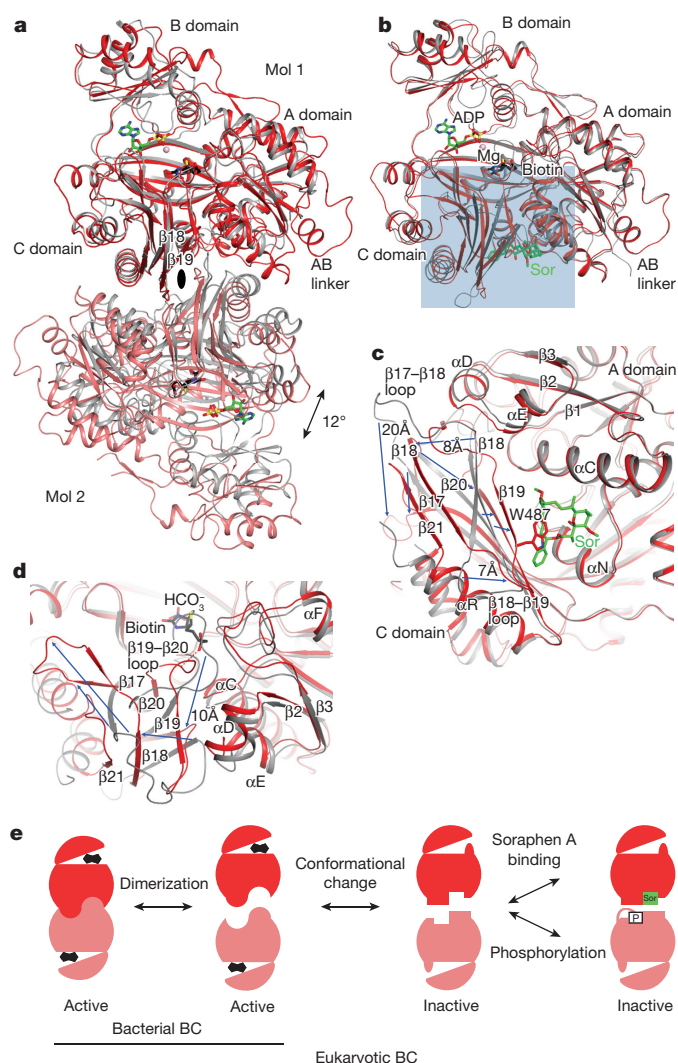 a
B domain
Mol 1
A domain
C domain
β18
β19
AB
linker
12°
Mol 2
b
B domain
ADP
A domain
Mg
Biotin
C domain
Sor
AB
linker
c
β17–β18
loop
αD
β3
β2
A domain
β1
αE
20Å
8Å
β18
β18
αC
β20
β19
β17
W487
β21
Sor
αN
7Å
αR
β18–β19
loop
C domain
d
HCO3−
αF
Biotin
β19–β20
loop
β17
β20
αC
β19
10Å
αD
β2
β3
β18
αE
β21
e
Dimerization
Conformational
change
Soraphen A
binding
Sor
P
Phosphorylation
Active
Active
Inactive
Inactive
Bacterial BC
Eukaryotic BC